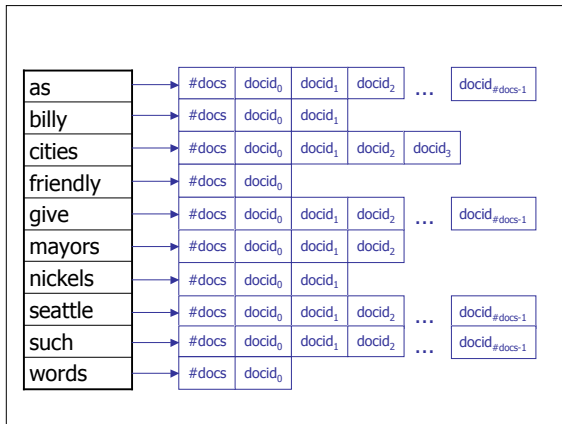 as #docs docid0 docid1 docid2 ... docid#docs-1
billy #docs docid0 docid1
cities #docs docid0 docid1 docid2 docid3
friendly #docs docid0
give #docs docid0 docid1 docid2 ... docid#docs-1
mayors #docs docid0 docid1 docid2
nickels #docs docid0 docid1
seattle #docs docid0 docid1 docid2 ... docid#docs-1
such #docs docid0 docid1 docid2 ... docid#docs-1
words #docs docid0